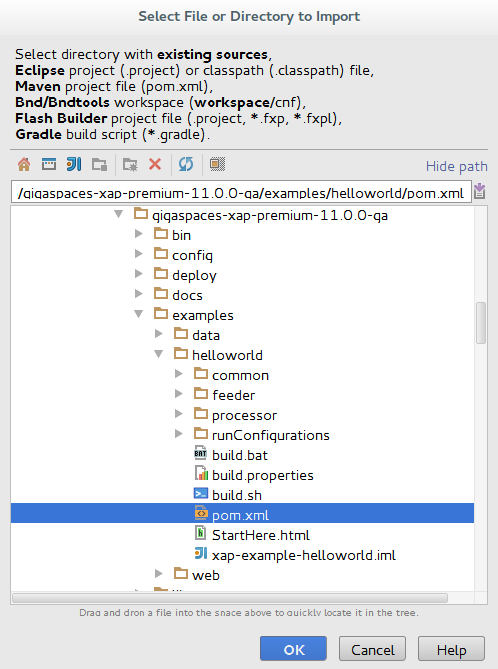 Select File or Directory to Import
Select directory with existing sources,
Eclipse project (.project) or classpath (.classpath) file,
Maven project file (pom.xml),
Bnd/Bndtools workspace (workspace/cnf),
Flash Builder project file (.project, *.fxp, *.fxpl),
Gradle build script (*.gradle).
Hide path
/gigaspaces-xap-premium-11.0.0-ga/examples/helloworld/pom.xml
gigaspaces-xap-premium-11.0.0-ga
bin
config
deploy
docs
examples
data
helloworld
common
feeder
processor
runConfigurations
build.bat
build.properties
build.sh
pom.xml
StartHere.html
xap-example-helloworld.iml
web
Drag and drop a file into the space above to quickly locate it in the tree.
OK
Cancel
Help